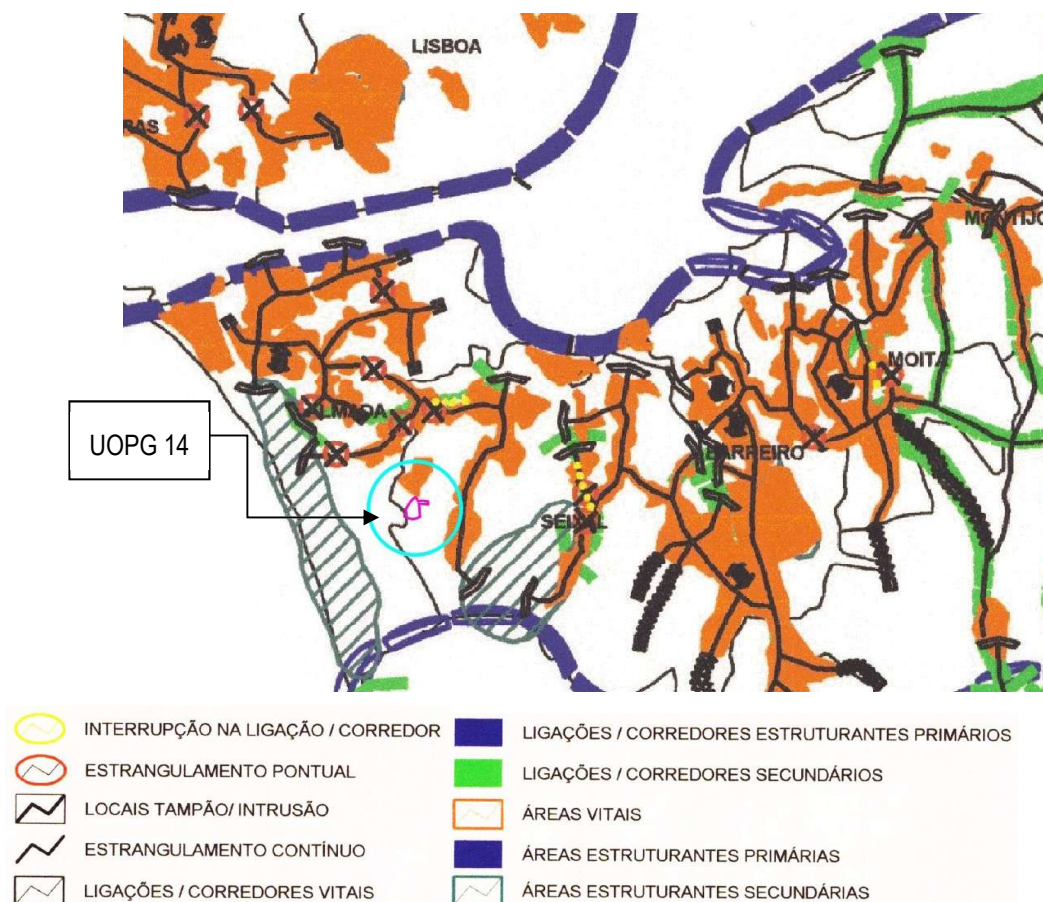 LISBOA
RAS
MONTIJO
MOITA
LMADA
BARREIRO
UOPG 14
SEIXAL
INTERRUPÇÃO NA LIGAÇÃO / CORREDOR
ESTRANGULAMENTO PONTUAL
LOCAIS TAMPÃO/ INTRUSÃO
ESTRANGULAMENTO CONTÍNUO
LIGAÇÕES / CORREDORES VITAIS
LIGAÇÕES / CORREDORES ESTRUTURANTES PRIMÁRIOS
LIGAÇÕES / CORREDORES SECUNDÁRIOS
ÁREAS VITAIS
ÁREAS ESTRUTURANTES PRIMÁRIAS
ÁREAS ESTRUTURANTES SECUNDÁRIAS